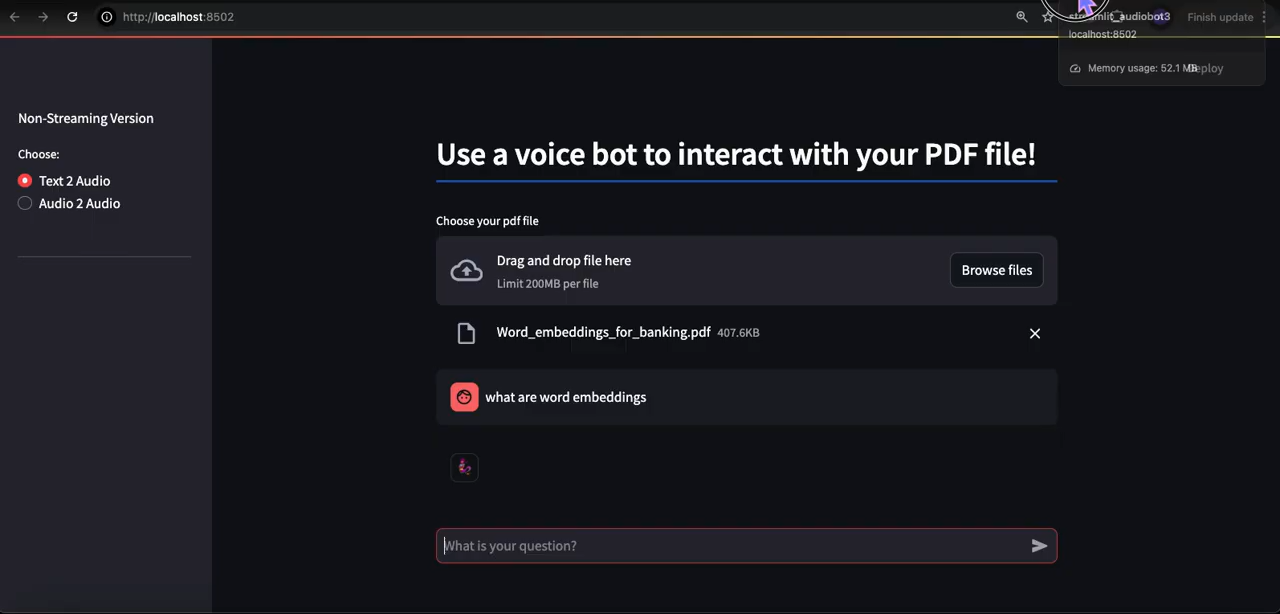 http://localhost:8502
streamlit_audiobot3
Finish update
localhost:8502
Memory usage: 52.1 MB
Deploy
Non-Streaming Version
Choose:
Text 2 Audio
Audio 2 Audio
Use a voice bot to interact with your PDF file!
Choose your pdf file
Drag and drop file here
Limit 200MB per file
Browse files
Word_embeddings_for_banking.pdf 407.6KB
what are word embeddings
What is your question?